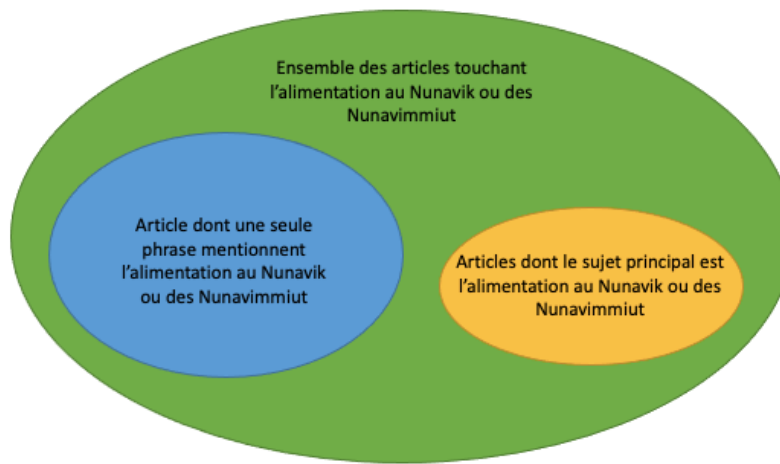 Ensemble des articles touchant
l'alimentation au Nunavik ou des
Nunavimmiut
Article dont une seule
phrase mentionnent
l'alimentation au Nunavik
ou des Nunavimmiut
Articles dont le sujet principal est
l'alimentation au Nunavik ou des
Nunavimmiut